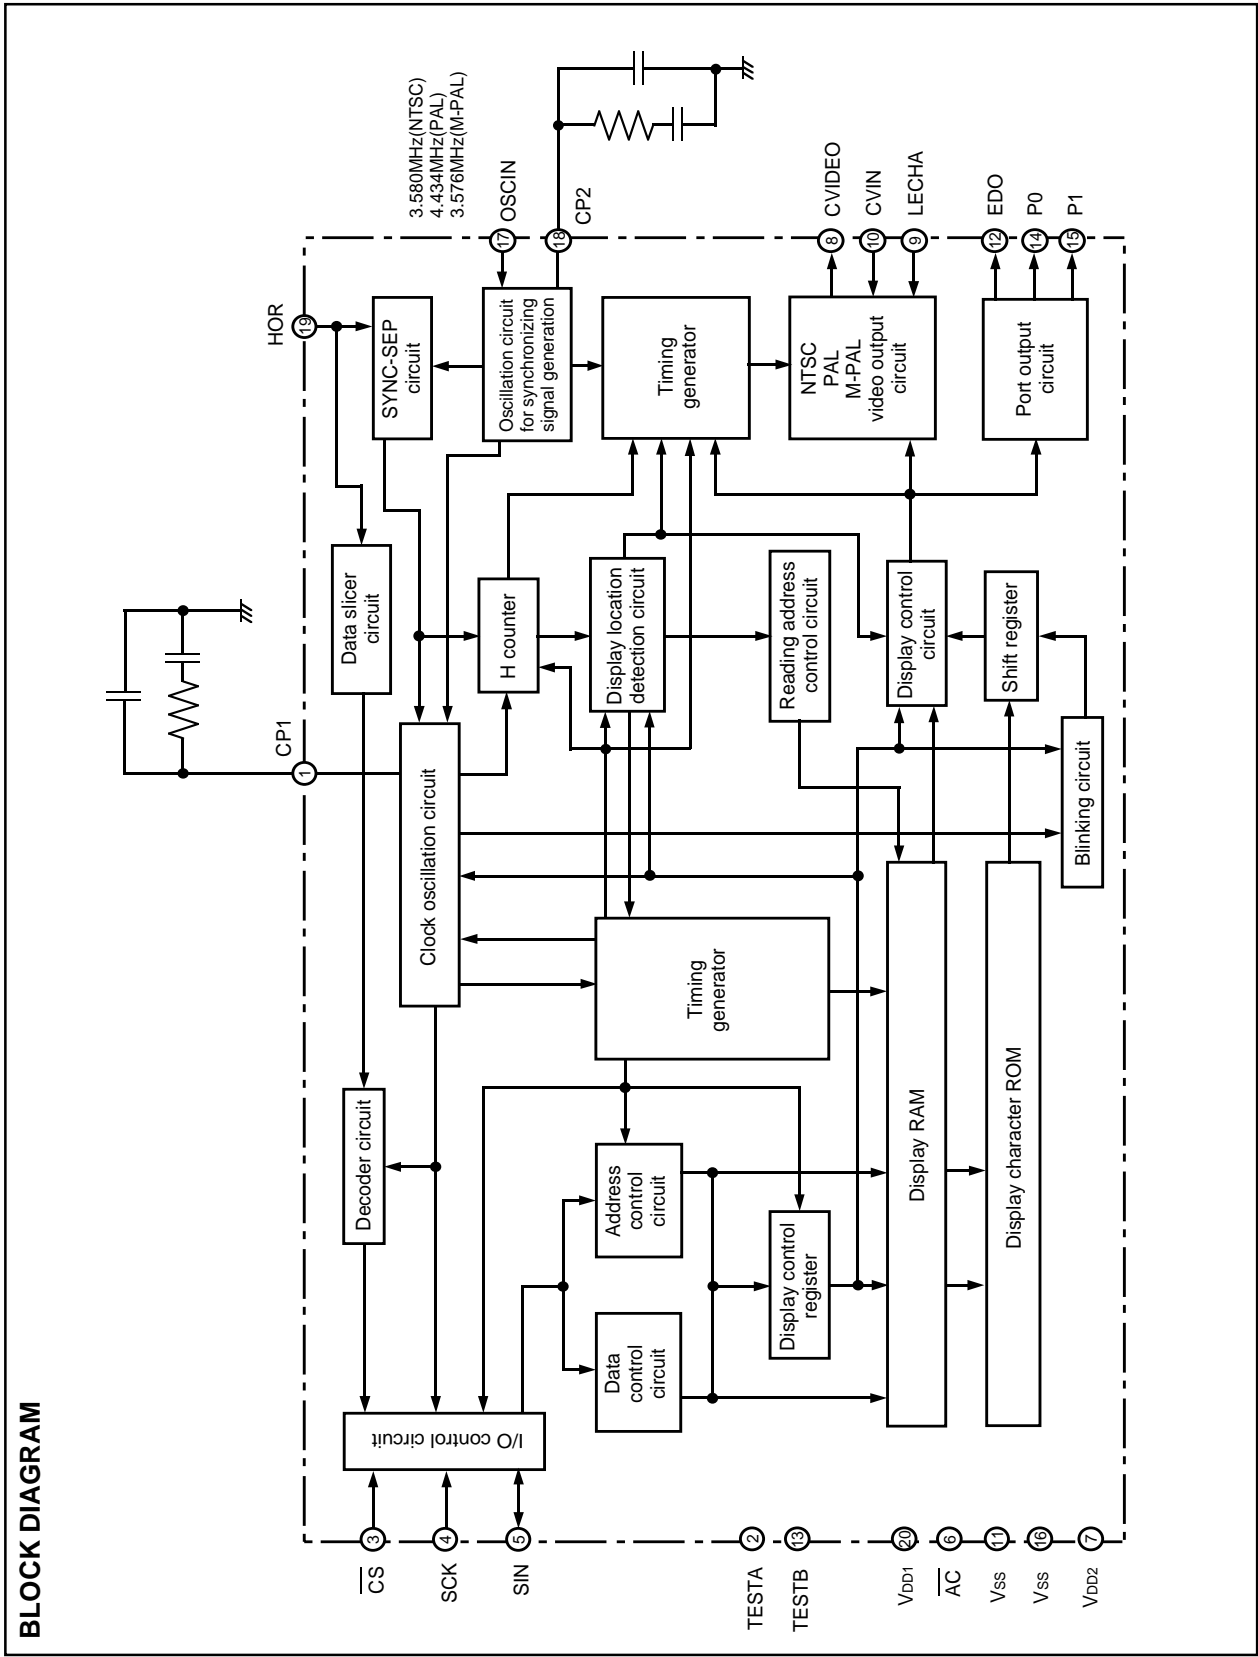 BLOCK DIAGRAM
CP1
1
HOR
19
3.580MHz(NTSC)
4.434MHz(PAL)
3.576MHz(M-PAL)
OSCIN
17
CP2
18
CVIDEO
8
CVIN
10
LECHA
9
EDO
12
P0
14
P1
15
CS
3
SCK
4
SIN
5
TESTA
2
TESTB
13
VDD1
20
AC
6
VSS
11
VSS
16
VDD2
7
I/O control circuit
Decoder circuit
Data slicer
circuit
SYNC-SEP
circuit
Clock oscillation circuit
H counter
Oscillation circuit
for synchronizing
signal generation
Data
control
circuit
Address
control
circuit
Timing
generator
Display location
detection circuit
Timing
generator
Display control
register
Reading address
control circuit
NTSC
PAL
M-PAL
video output
circuit
Display RAM
Display control
circuit
Display character ROM
Shift register
Port output
circuit
Blinking circuit